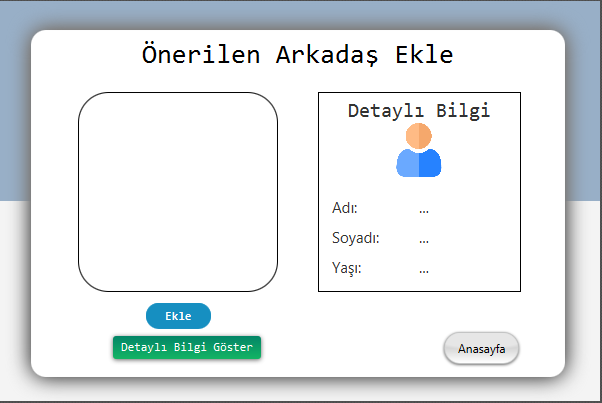 Önerilen Arkadaş Ekle
Detaylı Bilgi
Adı: ...
Soyadı: ...
Yaşı: ...
Ekle
Detaylı Bilgi Göster
Anasayfa